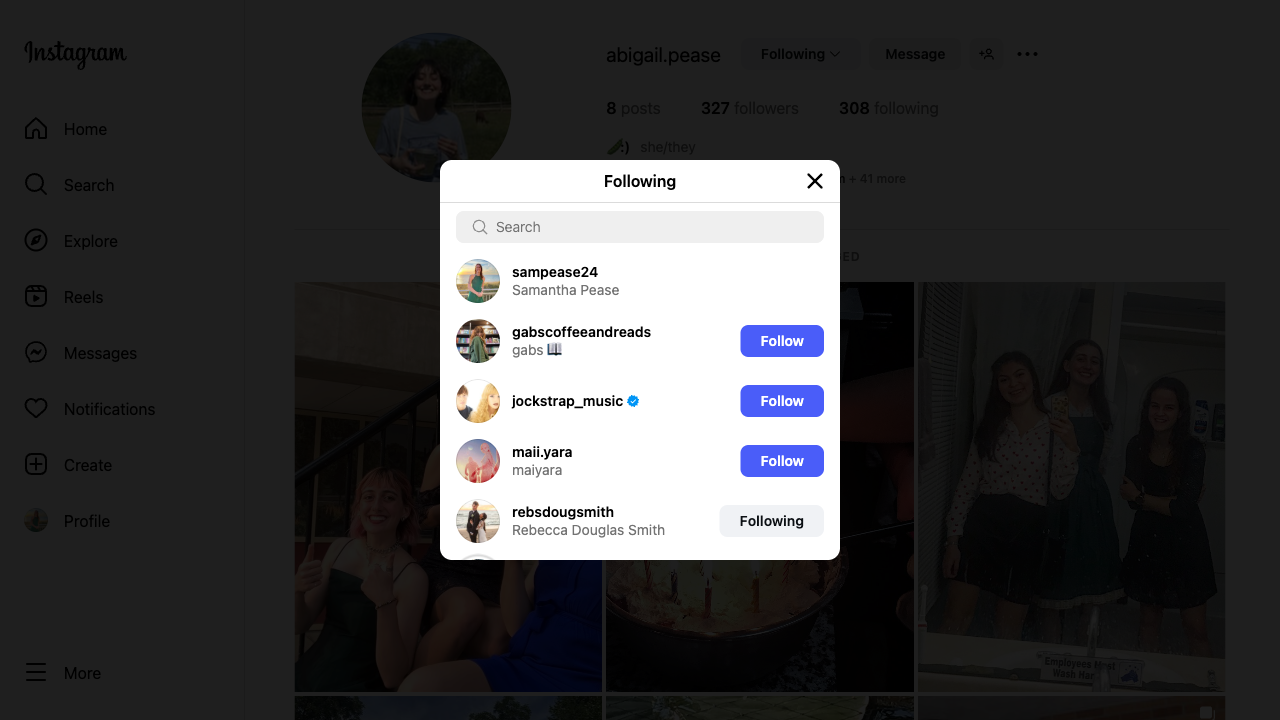 Instagram
Home
Search
Explore
Reels
Messages
Notifications
Create
Profile
More
abigail.pease
Following
Message
8 posts
327 followers
308 following
:) she/they
+ 41 more
Following
Search
sampease24
Samantha Pease
gabscoffeeandreads
gabs
Follow
jockstrap_music
Follow
maii.yara
maiyara
Follow
rebsdougsmith
Rebecca Douglas Smith
Following
Employees Must
Wash